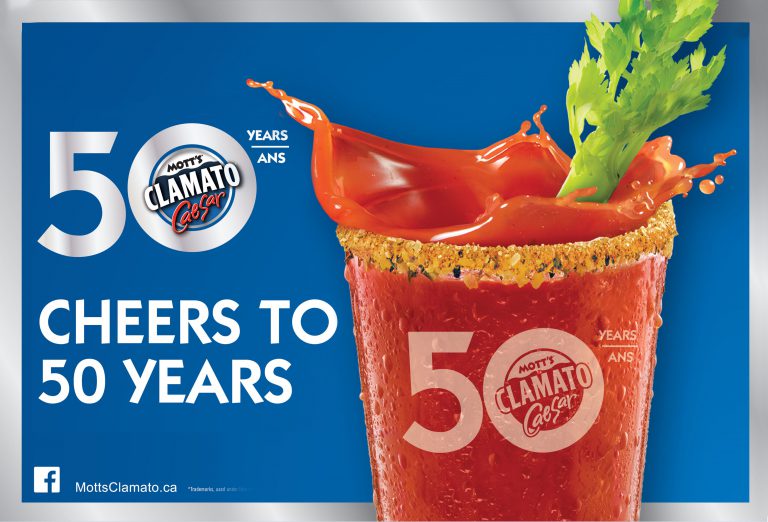 50 YEARS
ANS
MOTT'S
CLAMATO
Caesar
CHEERS TO
50 YEARS
50 YEARS
ANS
MOTT'S
CLAMATO
Caesar
MottsClamato.ca
*Trademarks, used under